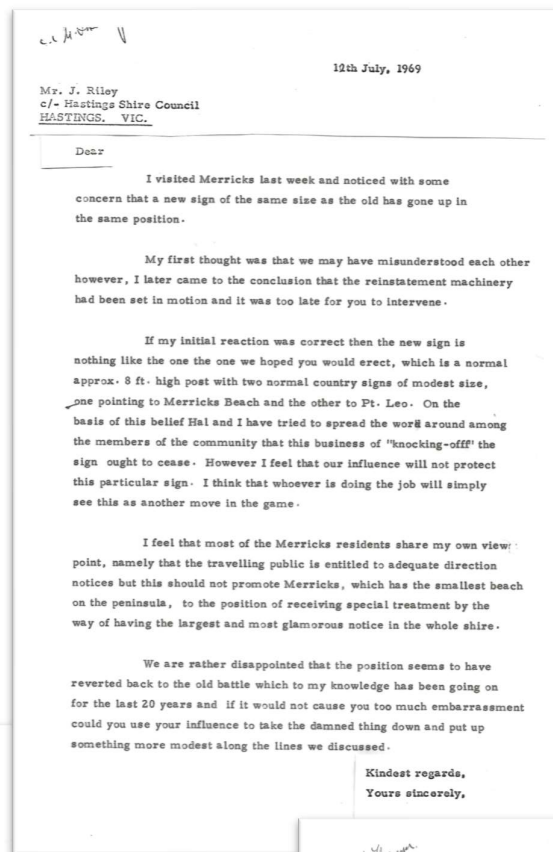 12th July, 1969
Mr. J. Riley
c/- Hastings Shire Council
HASTINGS. VIC.
Dear
I visited Merricks last week and noticed with some
concern that a new sign of the same size as the old has gone up in
the same position.
My first thought was that we may have misunderstood each other
however, I later came to the conclusion that the reinstatement machinery
had been set in motion and it was too late for you to intervene.
If my initial reaction was correct then the new sign is
nothing like the one the one we hoped you would erect, which is a normal
approx. 8 ft. high post with two normal country signs of modest size,
one pointing to Merricks Beach and the other to Pt. Leo. On the
basis of this belief Hal and I have tried to spread the word around among
the members of the community that this business of "knocking-offf" the
sign ought to cease. However I feel that our influence will not protect
this particular sign. I think that whoever is doing the job will simply
see this as another move in the game.
I feel that most of the Merricks residents share my own view
point, namely that the travelling public is entitled to adequate direction
notices but this should not promote Merricks, which has the smallest beach
on the peninsula, to the position of receiving special treatment by the
way of having the largest and most glamorous notice in the whole shire.
We are rather disappointed that the position seems to have
reverted back to the old battle which to my knowledge has been going on
for the last 20 years and if it would not cause you too much embarrassment
could you use your influence to take the damned thing down and put up
something more modest along the lines we discussed.
Kindest regards,
Yours sincerely,